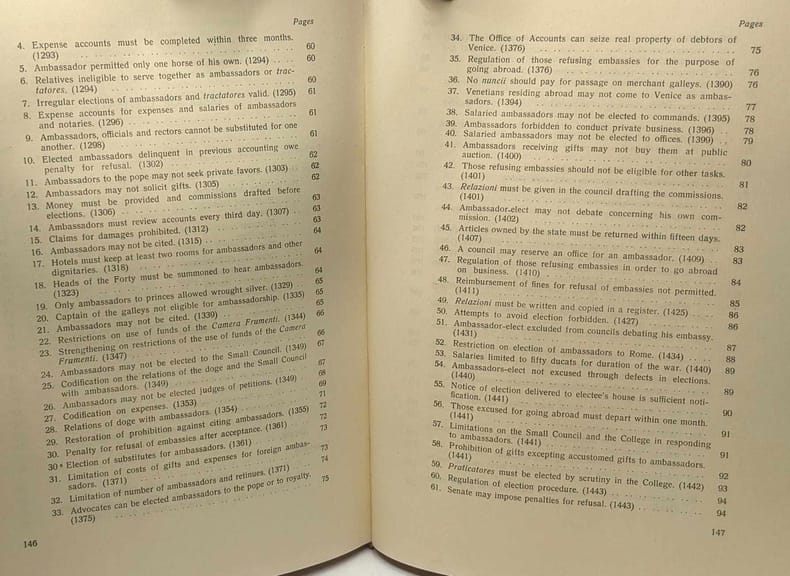 Pages
4. Expense accounts must be completed within three months.
(1293) . . . . . . . . . . 60
5. Ambassador permitted only one horse of his own. (1294) . . . . 60
6. Relatives ineligible to serve together as ambassadors or trac-
tatores. (1294) . . . . . . . . . . 60
7. Irregular elections of ambassadors and tractatores valid. (1295) 61
8. Expense accounts for expenses and salaries of ambassadors
and notaries. (1296) . . . . . . . . . . 61
9. Ambassadors, officials and rectors cannot be substituted for one
another. (1298) . . . . . . . . . . 61
10. Elected ambassadors delinquent in previous accounting owe
penalty for refusal. (1302) . . . . . . . . . . 62
11. Ambassadors to the pope may not seek private favors. (1303) . . . 62
12. Ambassadors may not solicit gifts. (1305) . . . . . . . . 62
13. Money must be provided and commissions drafted before
elections. (1306) . . . . . . . . . . 63
14. Ambassadors must review accounts every third day. (1307) . . . 63
15. Claims for damages prohibited. (1312) . . . . . . . . 63
16. Ambassadors may not be cited. (1315) . . . . . . . . 64
17. Hotels must keep at least two rooms for ambassadors and other
dignitaries. (1318) . . . . . . . . . . 64
18. Heads of the Forty must be summoned to hear ambassadors.
(1323) . . . . . . . . . . 64
19. Only ambassadors to princes allowed wrought silver. (1329) 65
20. Captain of the galleys not eligible for ambassadorship. (1335) 65
21. Ambassadors may not be cited. (1339) . . . . . . . . 65
22. Restrictions on use of funds of the Camera Frumenti. (1344) 66
23. Strengthening on restrictions of the use of funds of the Camera
Frumenti. (1347) . . . . . . . . . . 66
24. Ambassadors may not be elected to the Small Council. (1349) 67
25. Codification on the relations of the doge and the Small Council
with ambassadors. (1349) . . . . . . . . . . 67
26. Ambassadors may not be elected judges of petitions. (1349) 68
27. Codification on expenses. (1353) . . . . . . . . 69
28. Relations of doge with ambassadors. (1354) . . . . . . 71
29. Restoration of prohibition against citing ambassadors. (1355) 72
30. Penalty for refusal of embassies after acceptance. (1361) . . . 72
30a Election of substitutes for ambassadors. (1361) . . . . . 73
31. Limitation of costs of gifts and expenses for foreign ambas-
sadors. (1371) . . . . . . . . . . 73
32. Limitation of number of ambassadors and retinues. (1371) . . . 74
33. Advocates can be elected ambassadors to the pope or to royalty.
(1375) . . . . . . . . . . 75
146
Pages
34. The Office of Accounts can seize real property of debtors of
Venice. (1376) . . . . . . . . . . 75
35. Regulation of those refusing embassies for the purpose of
going abroad. (1376) . . . . . . . . . . 76
36. No nuncii should pay for passage on merchant galleys. (1390) 76
37. Venetians residing abroad may not come to Venice as ambas-
sadors. (1394) . . . . . . . . . . 77
38. Salaried ambassadors may not be elected to commands. (1395) 78
39. Ambassadors forbidden to conduct private business. (1396) . . 78
40. Salaried ambassadors may not be elected to offices. (1399) . . 79
41. Ambassadors receiving gifts may not buy them at public
auction. (1400) . . . . . . . . . . 80
42. Those refusing embassies should not be eligible for other tasks.
(1401) . . . . . . . . . . 81
43. Relazioni must be given in the council drafting the commissions.
(1401) . . . . . . . . . . 82
44. Ambassador-elect may not debate concerning his own com-
mission. (1402) . . . . . . . . . . 82
45. Articles owned by the state must be returned within fifteen days.
(1407) . . . . . . . . . . 83
46. A council may reserve an office for an ambassador. (1409) . . . 83
47. Regulation of those refusing embassies in order to go abroad
on business. (1410) . . . . . . . . . . 84
48. Reimbursement of fines for refusal of embassies not permitted.
(1411) . . . . . . . . . . 85
49. Relazioni must be written and copied in a register. (1425) . . . 86
50. Attempts to avoid election forbidden. (1427) . . . . . . 86
51. Ambassador-elect excluded from councils debating his embassy.
(1431) . . . . . . . . . . 87
52. Restriction on election of ambassadors to Rome. (1434) . . . . 88
53. Salaries limited to fifty ducats for duration of the war. (1440) 89
54. Ambassadors-elect not excused through defects in elections.
(1440) . . . . . . . . . . 89
55. Notice of election delivered to electee's house is sufficient noti-
fication. (1441) . . . . . . . . . . 90
56. Those excused for going abroad must depart within one month.
(1441) . . . . . . . . . . 91
57. Limitations on the Small Council and the College in responding
to ambassadors. (1441) . . . . . . . . . . 91
58. Prohibition of gifts excepting accustomed gifts to ambassadors.
(1441) . . . . . . . . . . 92
59. Praticatores must be elected by scrutiny in the College. (1442) 93
60. Regulation of election procedure. (1443) . . . . . . . . 94
61. Senate may impose penalties for refusal. (1443) . . . . . . 94
147